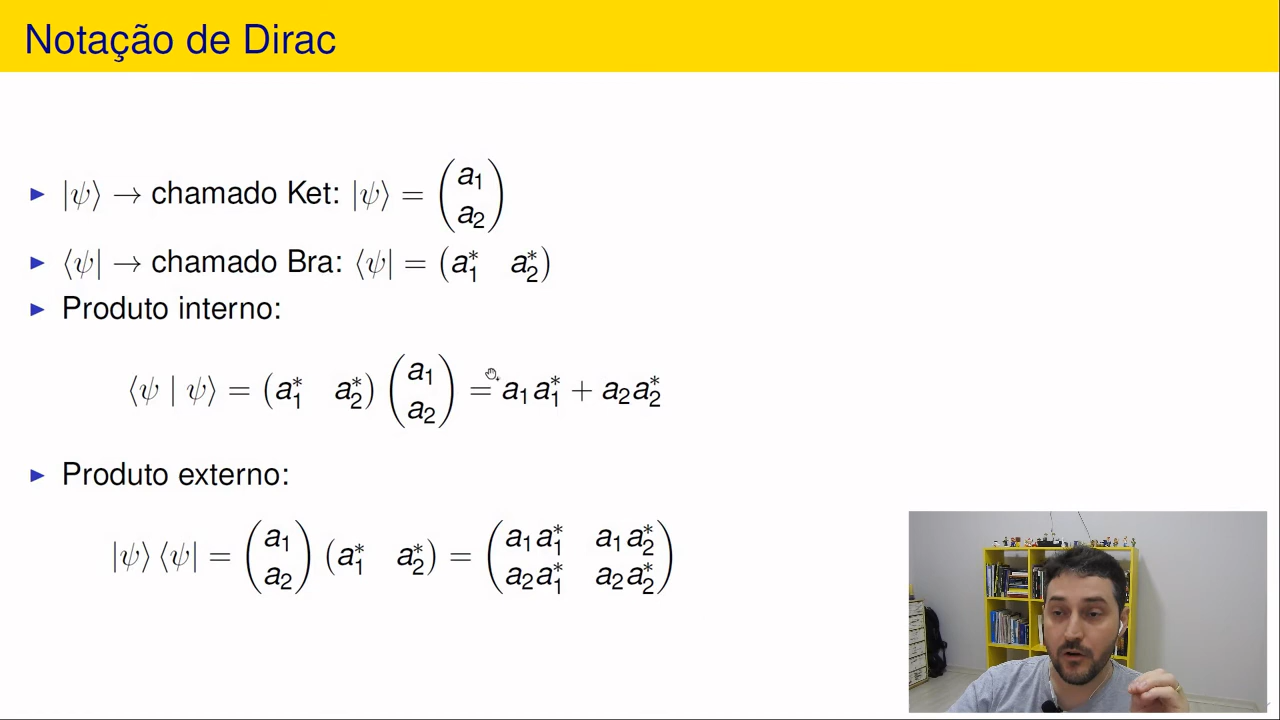 Notação de Dirac
▶ |ψ⟩ → chamado Ket: |ψ⟩ = (a₁ a₂)
▶ ⟨ψ| → chamado Bra: ⟨ψ| = (a₁* a₂*)
▶ Produto interno:
⟨ψ | ψ⟩ = (a₁* a₂*) (a₁ a₂) = a₁a₁* + a₂a₂*
▶ Produto externo:
|ψ⟩ ⟨ψ| = (a₁ a₂) (a₁* a₂*) = (a₁a₁* a₁a₂* a₂a₁* a₂a₂*)